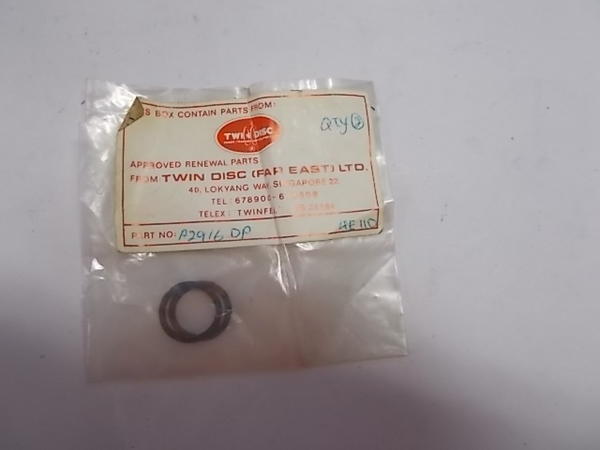 S BOX CONTAIN PARTS FROM:
QTY 2
TWIN DISC
APPROVED RENEWAL PARTS
FROM TWIN DISC (FAR EAST) LTD.
40, LOKYANG WAY SINGAPORE 22.
TEL:
TELEX: TWINFE
PART NO: A2916 DP